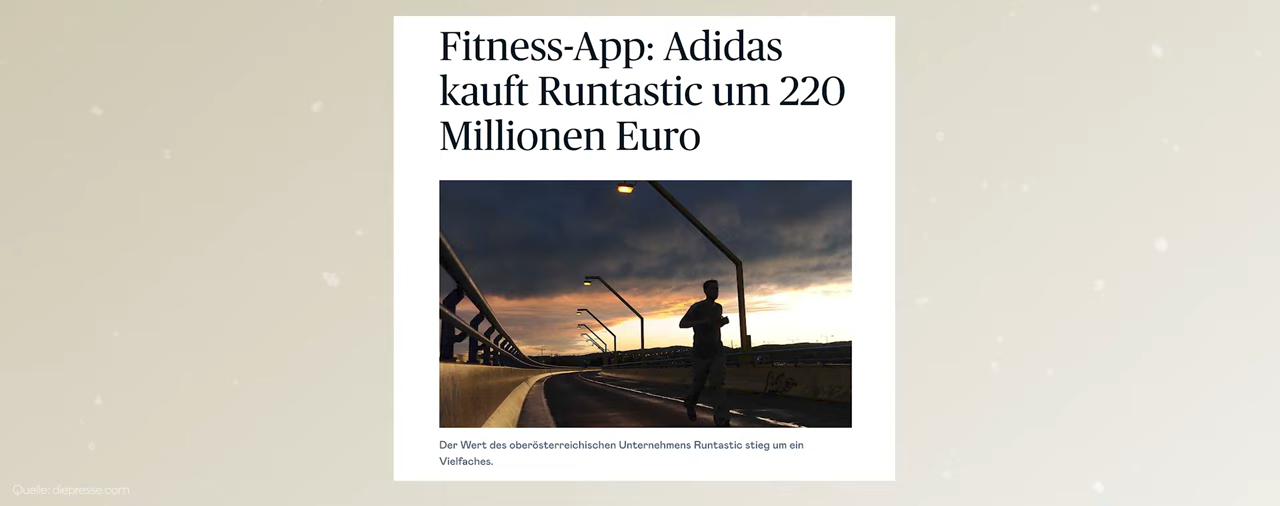 Fitness-App: Adidas
kauft Runtastic um 220
Millionen Euro
Der Wert des oberösterreichischen Unternehmens Runtastic stieg um ein
Vielfaches.
Quelle: diepresse.com